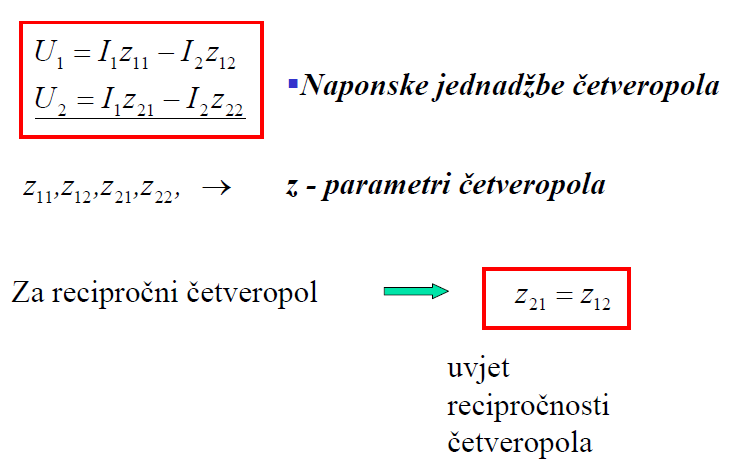 U₁ = I₁z₁₁ − I₂z₁₂
U₂ = I₁z₂₁ − I₂z₂₂
▪Naponske jednadžbe četveropola
z₁₁,z₁₂,z₂₁,z₂₂, → z - parametri četveropola
Za recipročni četveropol
z₂₁ = z₁₂
uvjet
recipročnosti
četveropola